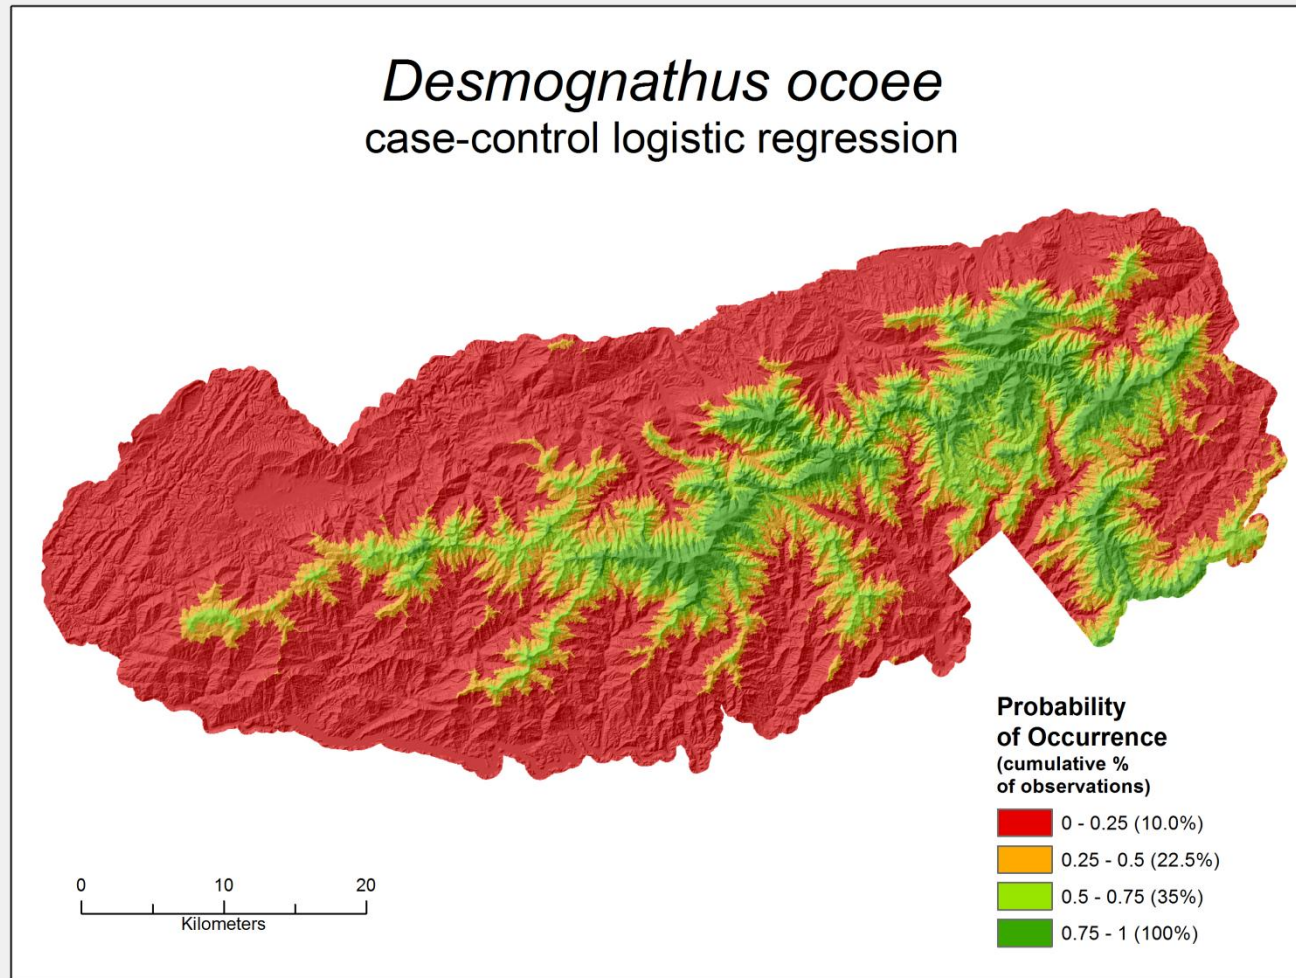 Desmognathus ocoee
case-control logistic regression
Probability
of Occurrence
(cumulative %
of observations)
0 - 0.25 (10.0%)
0.25 - 0.5 (22.5%)
0.5 - 0.75 (35%)
0.75 - 1 (100%)
0 10 20
Kilometers